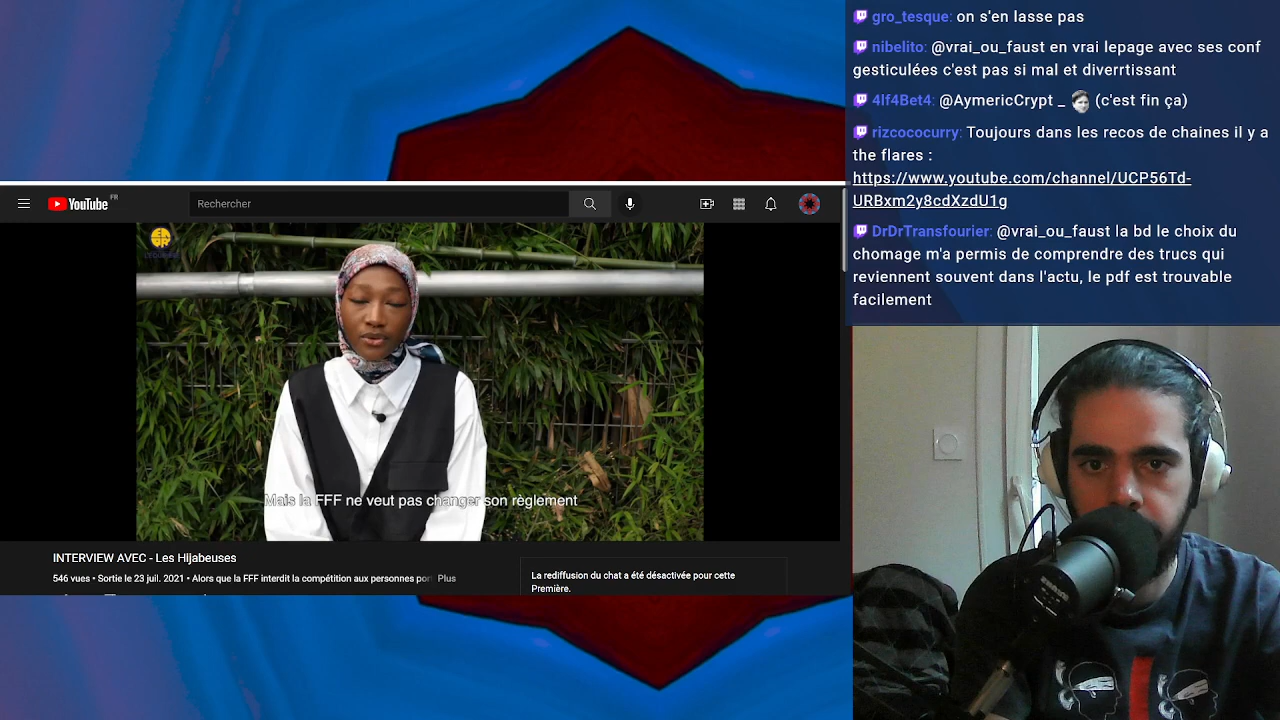 gro_tesque: on s'en lasse pas
nibelito: @vrai_ou_faust en vrai lepage avec ses conf
gesticulées c'est pas si mal et diverrtissant
4lf4Bet4: @AymericCrypt _ (c'est fin ça)
rizcococurry: Toujours dans les recos de chaines il y a
the flares :
https://www.youtube.com/channel/UCP56Td-
URBxm2y8cdXzdU1g
DrDrTransfourier: @vrai_ou_faust la bd le choix du
chomage m'a permis de comprendre des trucs qui
reviennent souvent dans l'actu, le pdf est trouvable
facilement
YouTube FR
Rechercher
Mais la FFF ne veut pas changer son règlement
INTERVIEW AVEC - Les Hijabeuses
546 vues • Sortie le 23 juil. 2021 • Alors que la FFF interdit la compétition aux personnes por Plus
La rediffusion du chat a été désactivée pour cette
Première.